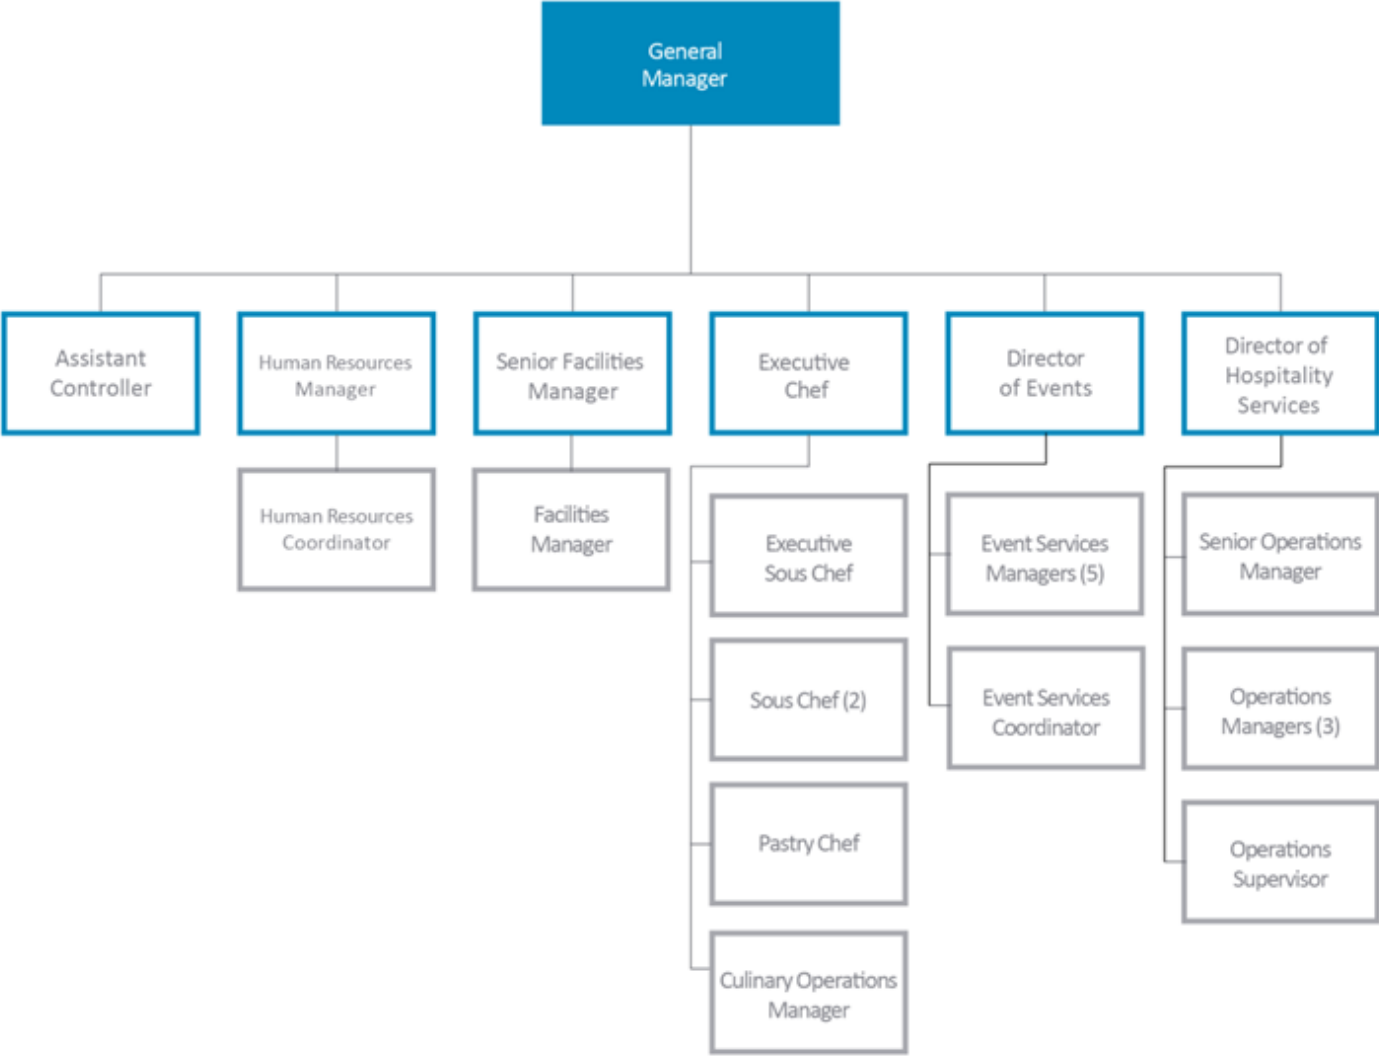 General
Manager
Assistant
Controller
Human Resources
Manager
Senior Facilities
Manager
Executive
Chef
Director
of Events
Director of
Hospitality
Services
Human Resources
Coordinator
Facilities
Manager
Executive
Sous Chef
Sous Chef (2)
Pastry Chef
Culinary Operations
Manager
Event Services
Managers (5)
Event Services
Coordinator
Senior Operations
Manager
Operations
Managers (3)
Operations
Supervisor